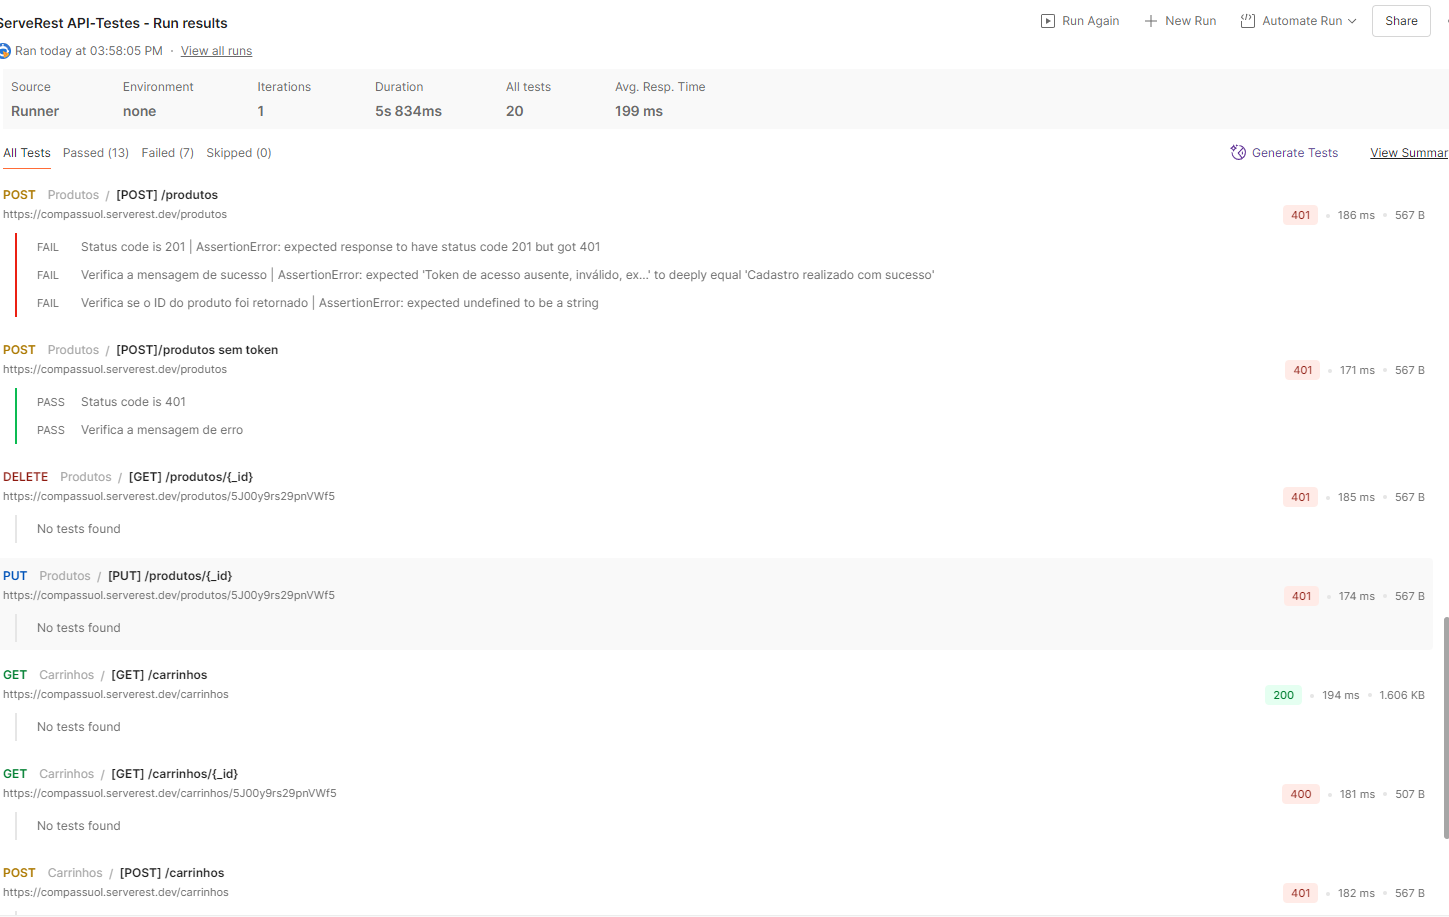 ServeRest API-Testes - Run results
Run Again New Run Automate Run Share
Ran today at 03:58:05 PM · View all runs
Source Environment Iterations Duration All tests Avg. Resp. Time
Runner none 1 5s 834ms 20 199 ms
All Tests Passed (13) Failed (7) Skipped (0) Generate Tests View Summar
POST Produtos / [POST] /produtos
https://compassuol.serverest.dev/produtos 401 186 ms 567 B
FAIL Status code is 201 | AssertionError: expected response to have status code 201 but got 401
FAIL Verifica a mensagem de sucesso | AssertionError: expected 'Token de acesso ausente, inválido, ex...' to deeply equal 'Cadastro realizado com sucesso'
FAIL Verifica se o ID do produto foi retornado | AssertionError: expected undefined to be a string
POST Produtos / [POST]/produtos sem token
https://compassuol.serverest.dev/produtos 401 171 ms 567 B
PASS Status code is 401
PASS Verifica a mensagem de erro
DELETE Produtos / [GET] /produtos/{_id}
https://compassuol.serverest.dev/produtos/5J00y9rs29pnVWf5 401 185 ms 567 B
No tests found
PUT Produtos / [PUT] /produtos/{_id}
https://compassuol.serverest.dev/produtos/5J00y9rs29pnVWf5 401 174 ms 567 B
No tests found
GET Carrinhos / [GET] /carrinhos
https://compassuol.serverest.dev/carrinhos 200 194 ms 1.606 KB
No tests found
GET Carrinhos / [GET] /carrinhos/{_id}
https://compassuol.serverest.dev/carrinhos/5J00y9rs29pnVWf5 400 181 ms 507 B
No tests found
POST Carrinhos / [POST] /carrinhos
https://compassuol.serverest.dev/carrinhos 401 182 ms 567 B